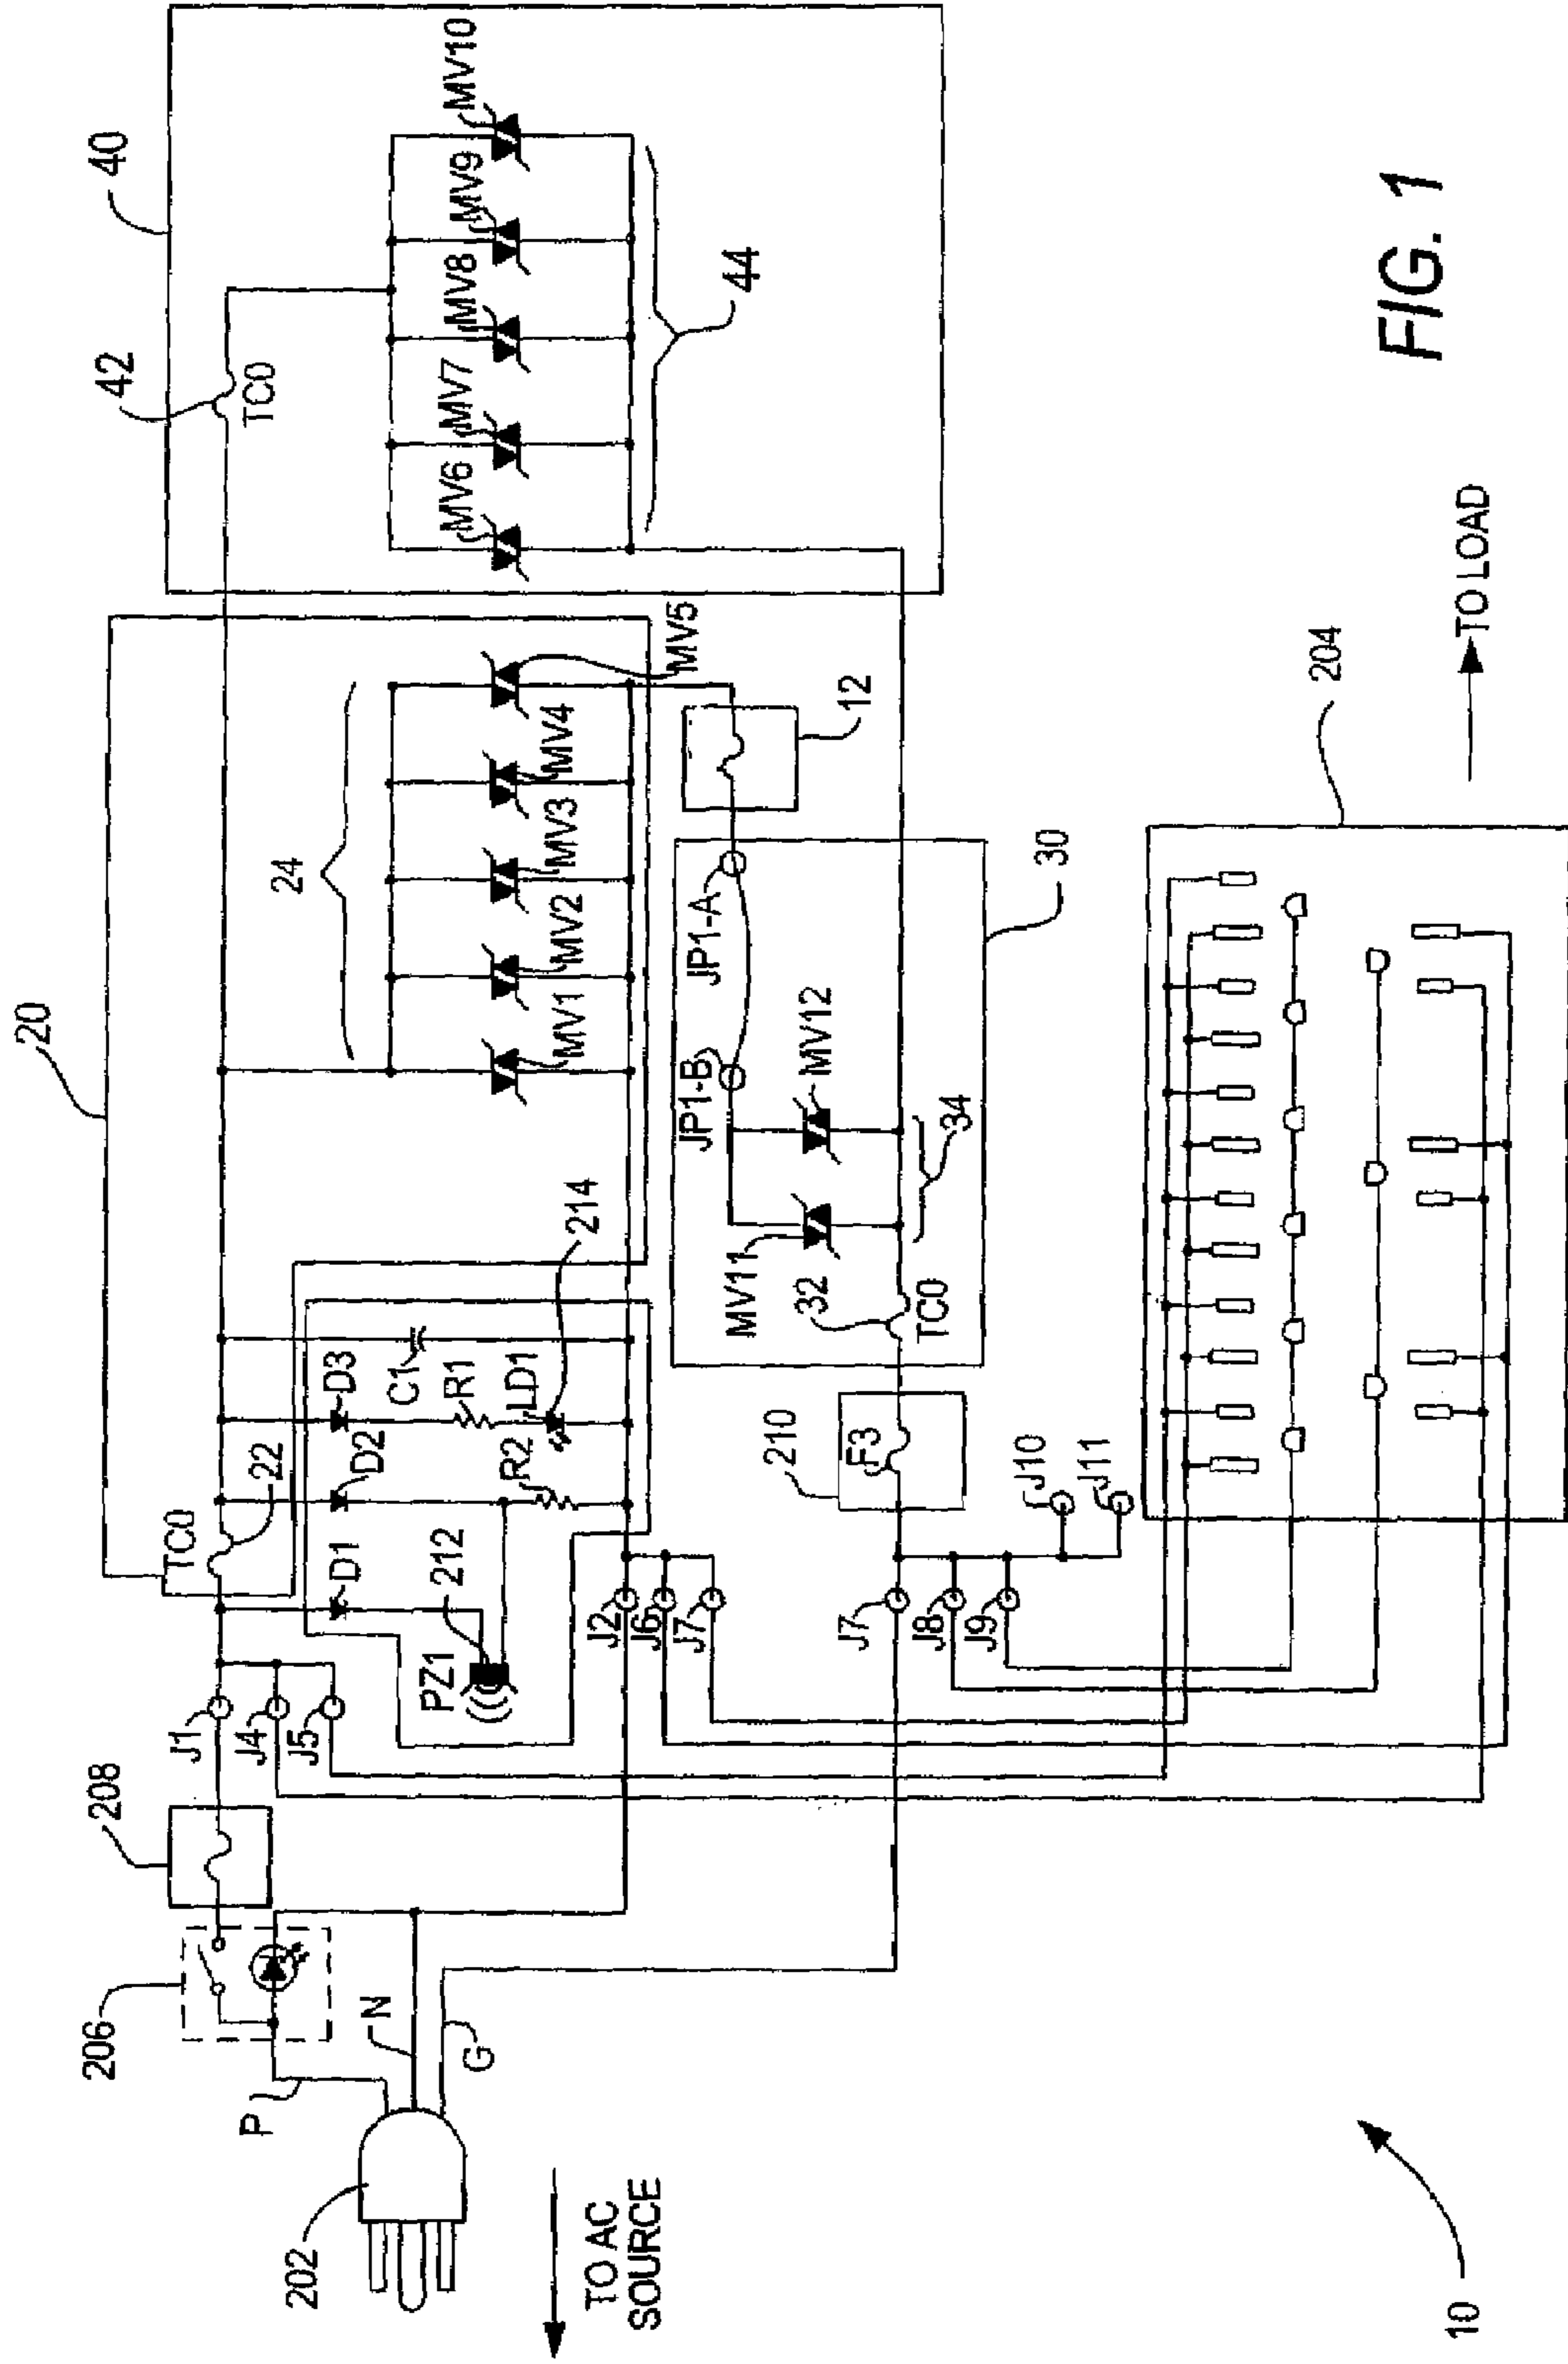 20
40
208
206
P
N
G
202
TO AC
SOURCE
J1
J4
J5
TC0
22
D1
D2
D3
C1
R1
LD1
R2
PZ1
212
214
24
MV1
MV2
MV3
MV4
MV5
42
TC0
MV6
MV7
MV8
MV9
MV10
44
J2
J6
J7
12
JP1-A
JP1-B
MV12
MV11
34
32
TC0
30
210
F3
J7
J8
J9
J10
J11
204
TO LOAD
10
FIG. 1